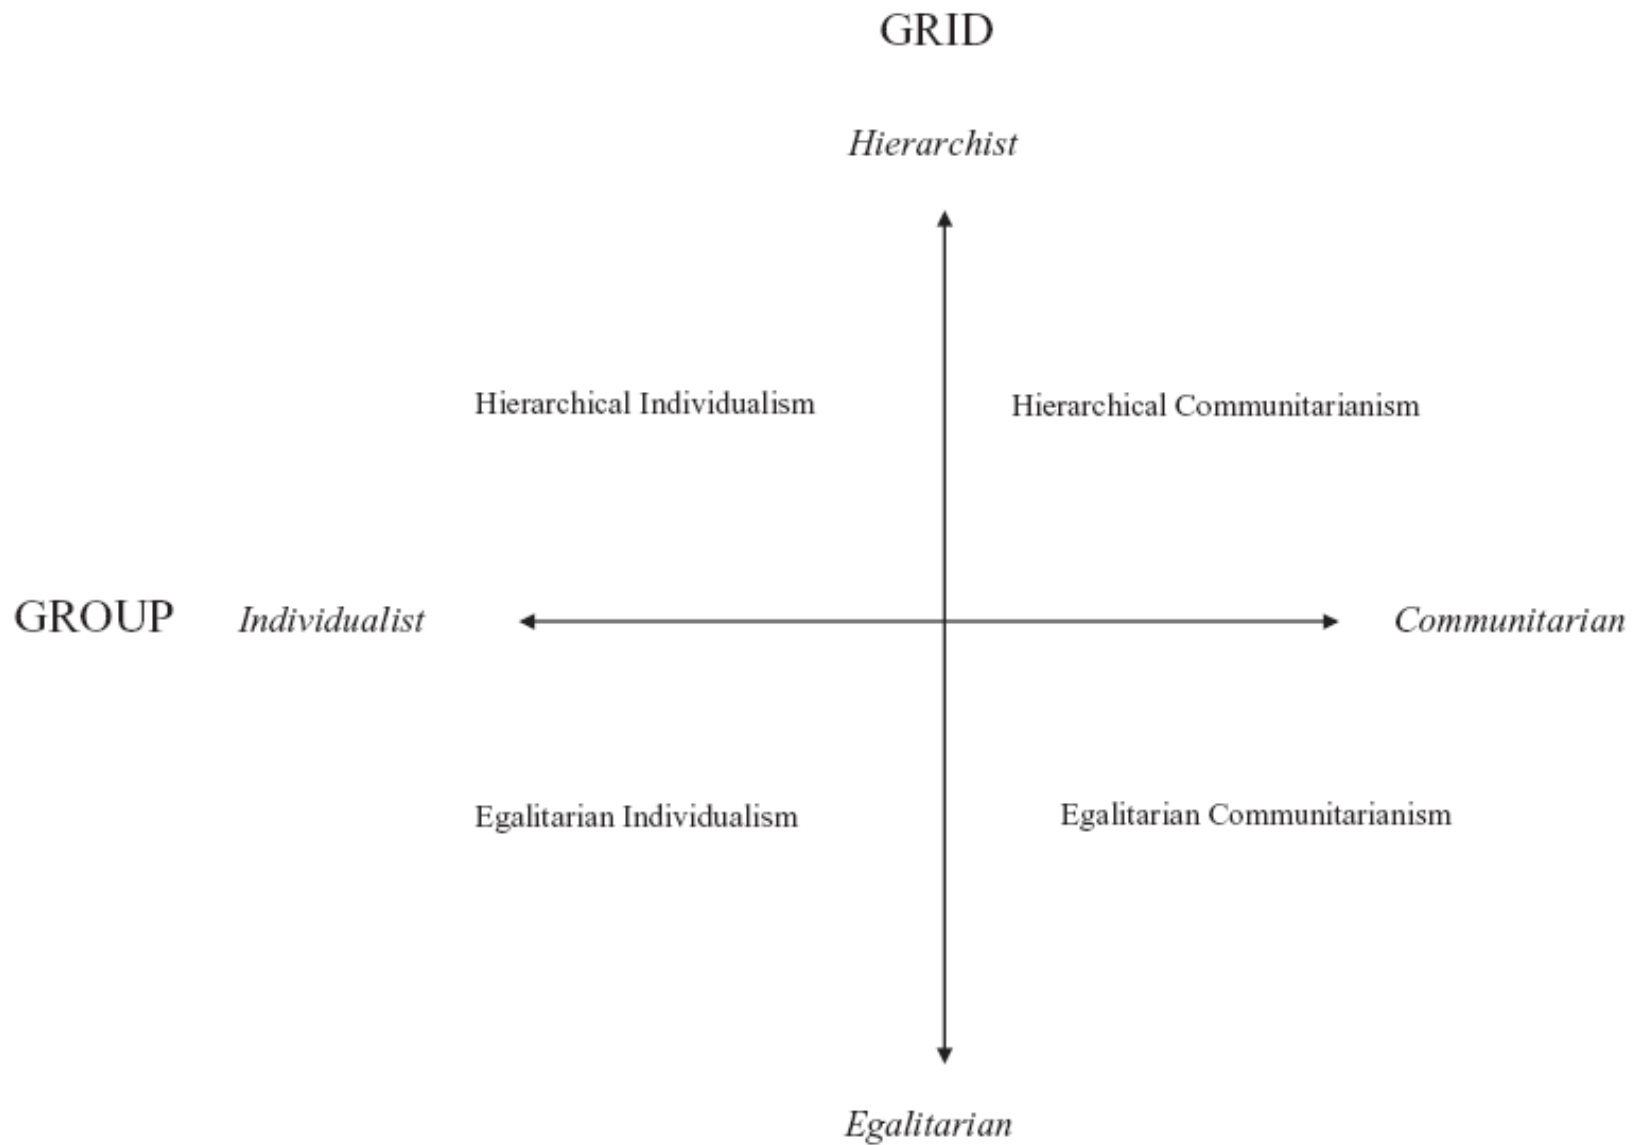 GRID
Hierarchist
Hierarchical Individualism
Hierarchical Communitarianism
GROUP
Individualist
Communitarian
Egalitarian Individualism
Egalitarian Communitarianism
Egalitarian